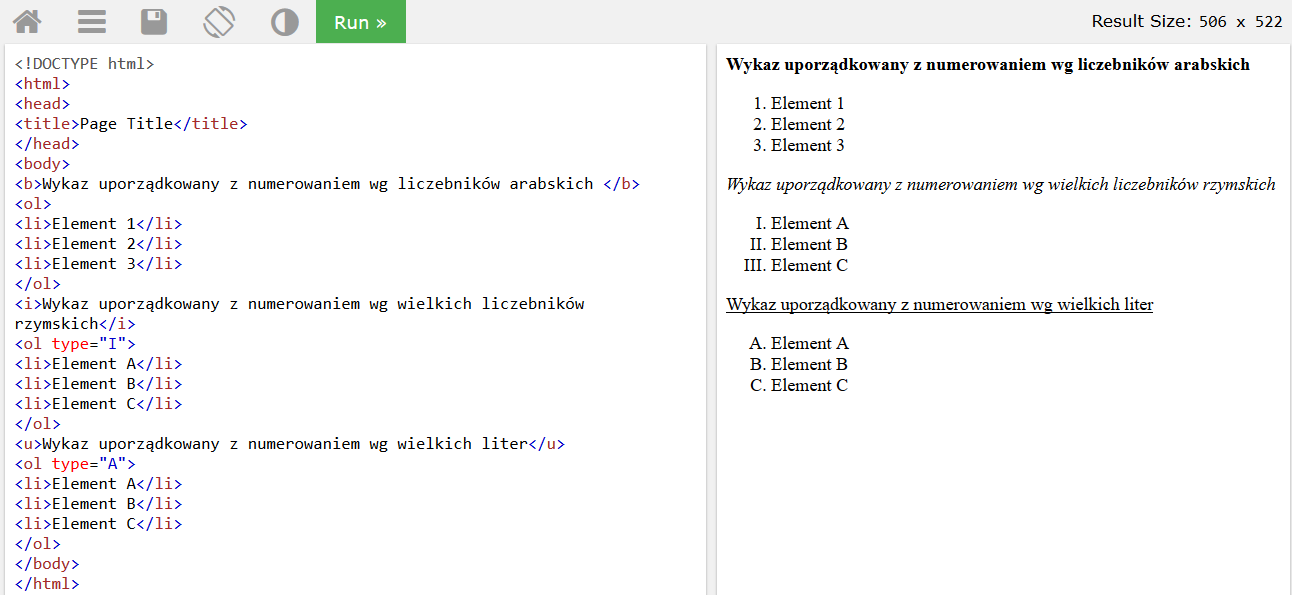 Run »
Result Size: 506 x 522
<!DOCTYPE html>
<html>
<head>
<title>Page Title</title>
</head>
<body>
<b>Wykaz uporządkowany z numerowaniem wg liczebników arabskich </b>
<ol>
<li>Element 1</li>
<li>Element 2</li>
<li>Element 3</li>
</ol>
<i>Wykaz uporządkowany z numerowaniem wg wielkich liczebników
rzymskich</i>
<ol type="I">
<li>Element A</li>
<li>Element B</li>
<li>Element C</li>
</ol>
<u>Wykaz uporządkowany z numerowaniem wg wielkich liter</u>
<ol type="A">
<li>Element A</li>
<li>Element B</li>
<li>Element C</li>
</ol>
</body>
</html>
Wykaz uporządkowany z numerowaniem wg liczebników arabskich
1. Element 1
2. Element 2
3. Element 3
Wykaz uporządkowany z numerowaniem wg wielkich liczebników rzymskich
I. Element A
II. Element B
III. Element C
Wykaz uporządkowany z numerowaniem wg wielkich liter
A. Element A
B. Element B
C. Element C